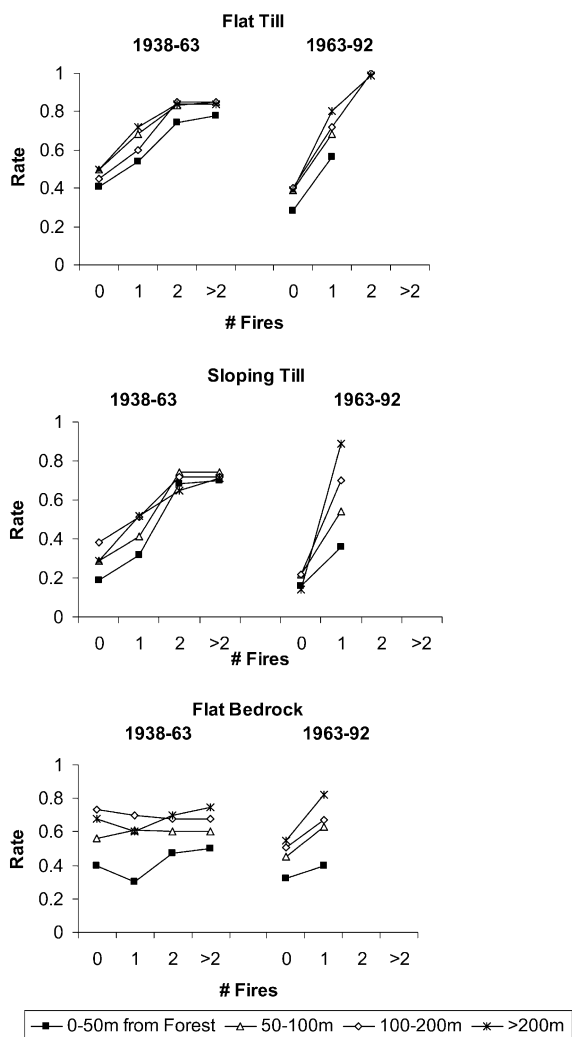 Flat Till
1938-63 1963-92
1
0.8
0.6
0.4
0.2
0
Rate
0 1 2 >2 0 1 2 >2
# Fires
Sloping Till
1938-63 1963-92
1
0.8
0.6
0.4
0.2
0
Rate
0 1 2 >2 0 1 2 >2
# Fires
Flat Bedrock
1938-63 1963-92
1
0.8
0.6
0.4
0.2
0
Rate
0 1 2 >2 0 1 2 >2
# Fires
0-50m from Forest 50-100m 100-200m >200m